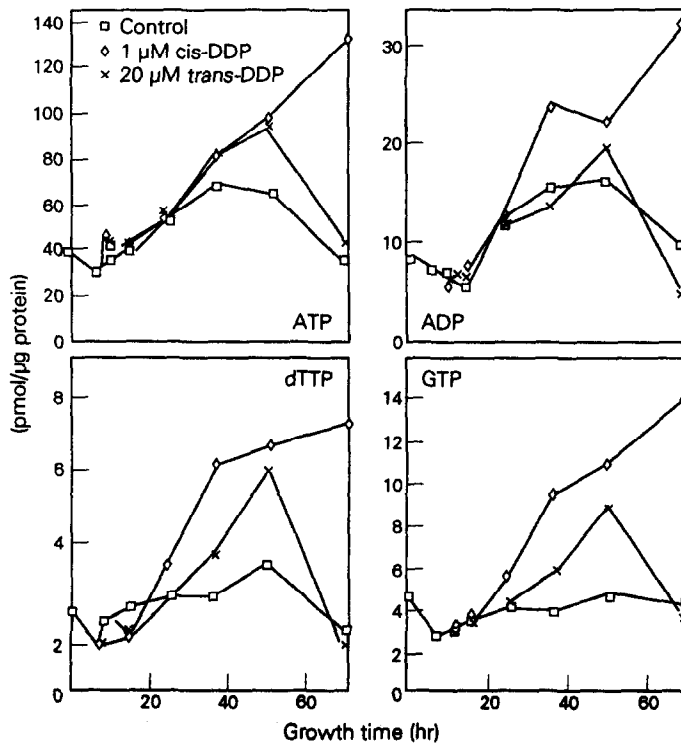 140
120
100
80
60
40
20
0
□ Control
◊ 1 µM cis-DDP
× 20 µM trans-DDP
ATP
30
20
10
0
ADP
(pmol/µg protein)
8
6
4
2
0
dTTP
20 40 60
14
12
10
8
6
4
2
0
GTP
20 40 60
Growth time (hr)